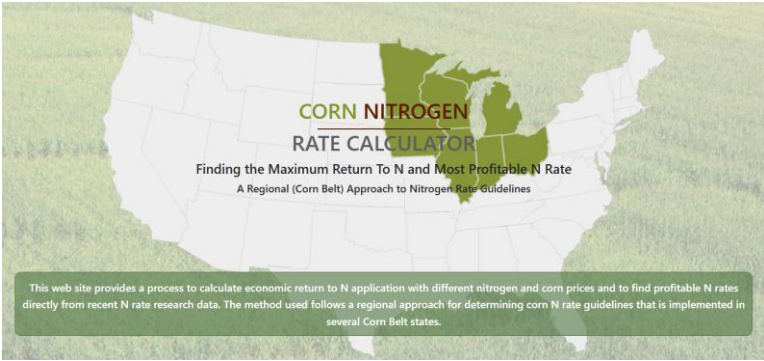 CORN NITROGEN
RATE CALCULATOR
Finding the Maximum Return To N and Most Profitable N Rate
A Regional (Corn Belt) Approach to Nitrogen Rate Guidelines
This web site provides a process to calculate economic return to N application with different nitrogen and corn prices and to find profitable N rates
directly from recent N rate research data. The method used follows a regional approach for determining corn N rate guidelines that is implemented in
several Corn Belt states.